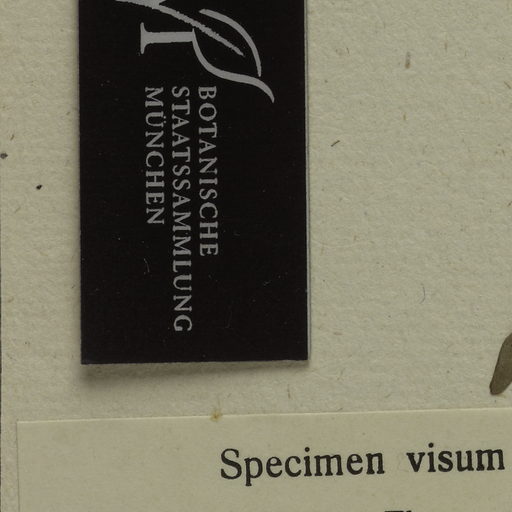 BOTANISCHE
STAATSSAMMLUNG
MÜNCHEN
Specimen visum